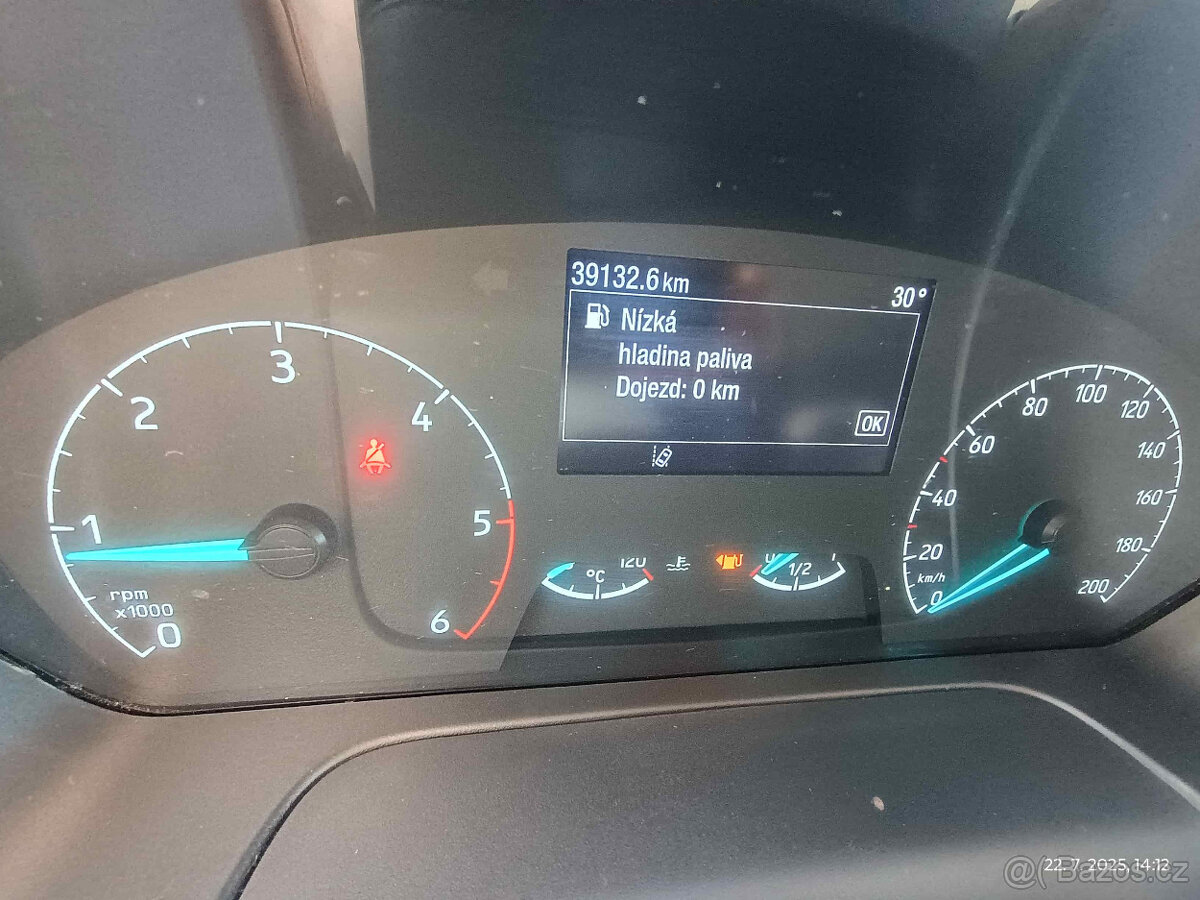 39132.6 km
30°
Nízká
hladina paliva
Dojezd: 0 km
OK
0 1 2 3 4 5 6
rpm
x1000
°C
120
0 1/2 1
0 20 40 60 80 100 120 140 160 180 200
km/h
22. 7. 2025, 14:12
@ Bazos.cz